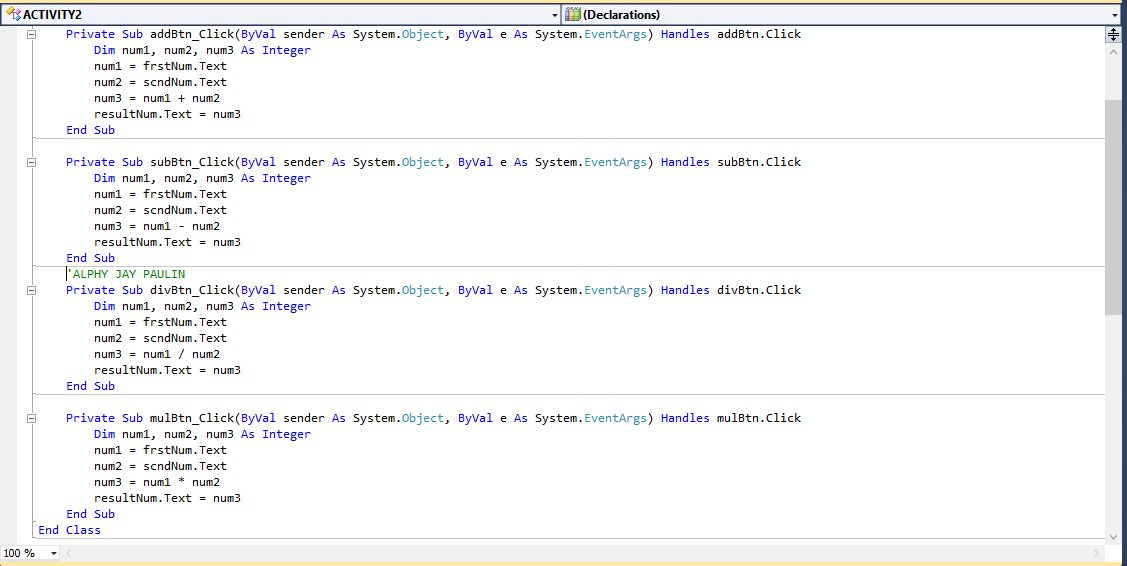 ACTIVITY2 (Declarations)
Private Sub addBtn_Click(ByVal sender As System.Object, ByVal e As System.EventArgs) Handles addBtn.Click
Dim num1, num2, num3 As Integer
num1 = frstNum.Text
num2 = scndNum.Text
num3 = num1 + num2
resultNum.Text = num3
End Sub
Private Sub subBtn_Click(ByVal sender As System.Object, ByVal e As System.EventArgs) Handles subBtn.Click
Dim num1, num2, num3 As Integer
num1 = frstNum.Text
num2 = scndNum.Text
num3 = num1 - num2
resultNum.Text = num3
End Sub
'ALPHY JAY PAULIN
Private Sub divBtn_Click(ByVal sender As System.Object, ByVal e As System.EventArgs) Handles divBtn.Click
Dim num1, num2, num3 As Integer
num1 = frstNum.Text
num2 = scndNum.Text
num3 = num1 / num2
resultNum.Text = num3
End Sub
Private Sub mulBtn_Click(ByVal sender As System.Object, ByVal e As System.EventArgs) Handles mulBtn.Click
Dim num1, num2, num3 As Integer
num1 = frstNum.Text
num2 = scndNum.Text
num3 = num1 * num2
resultNum.Text = num3
End Sub
End Class
100 %